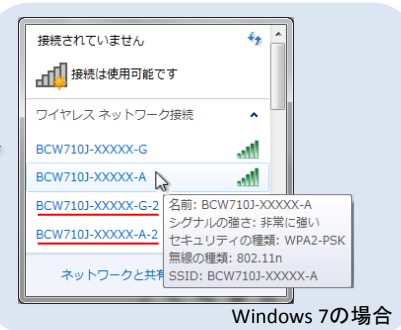 接続されていません
接続は使用可能です
ワイヤレス ネットワーク接続
BCW710J-XXXXX-G
BCW710J-XXXXX-A
BCW710J-XXXXX-G-2
BCW710J-XXXXX-A-2
名前: BCW710J-XXXXX-A
シグナルの強さ: 非常に強い
セキュリティの種類: WPA2-PSK
無線の種類: 802.11n
SSID: BCW710J-XXXXX-A
ネットワークと共有
Windows 7の場合